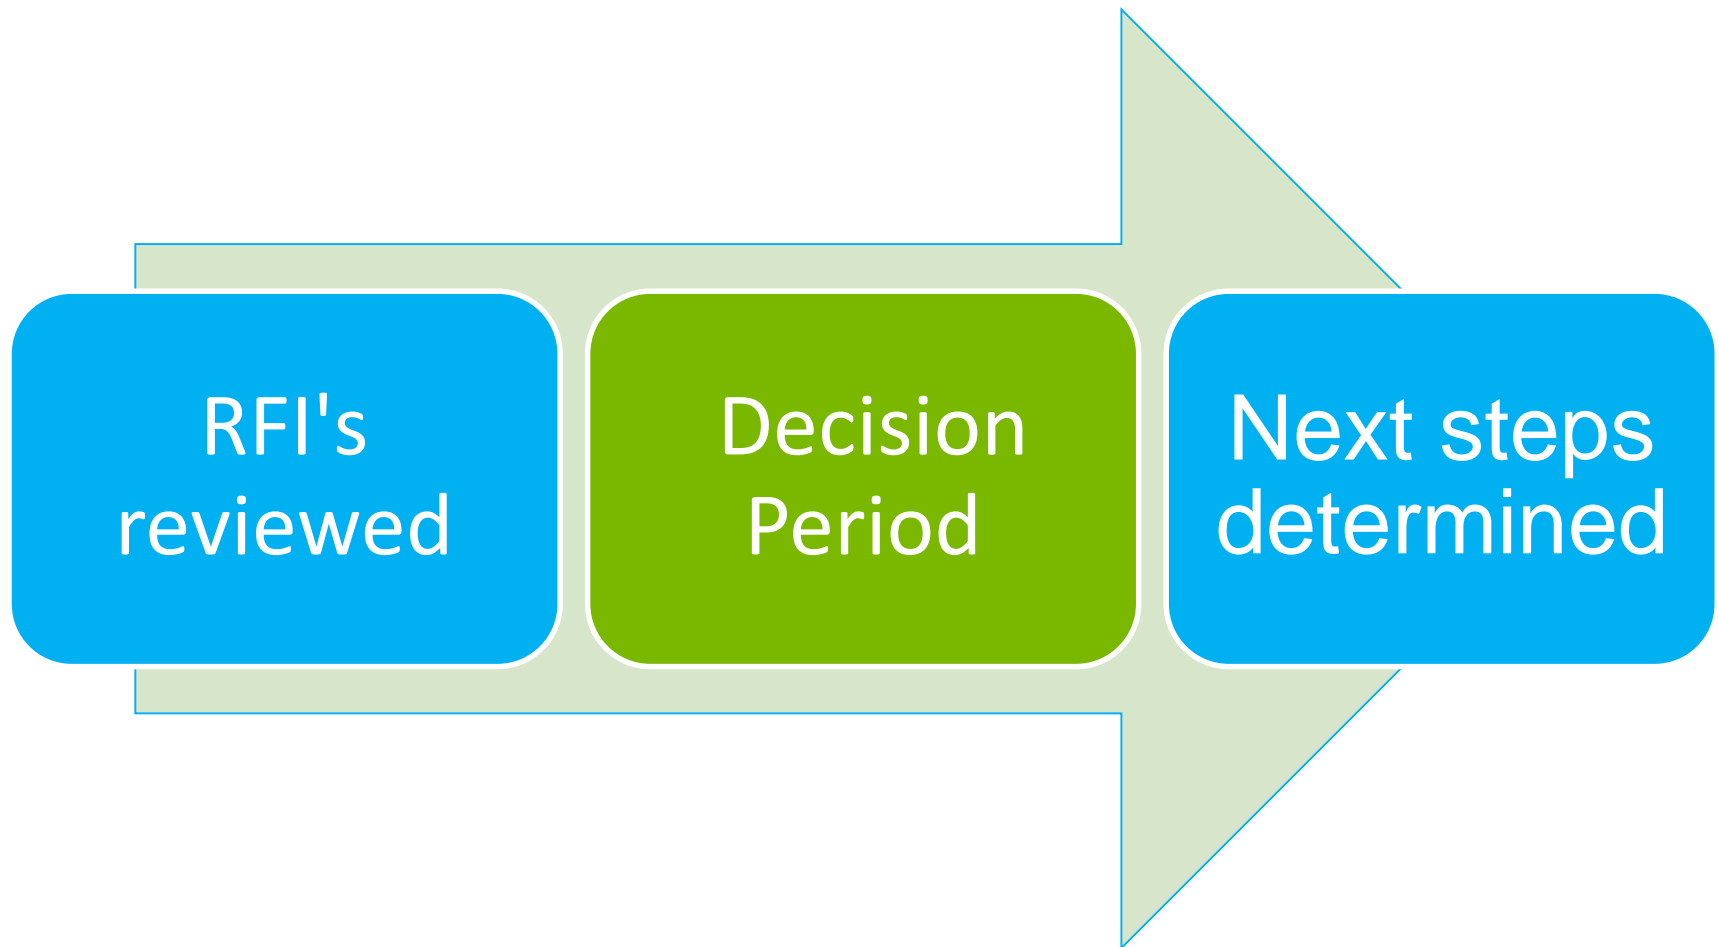 RFI's
reviewed
Decision
Period
Next steps
determined